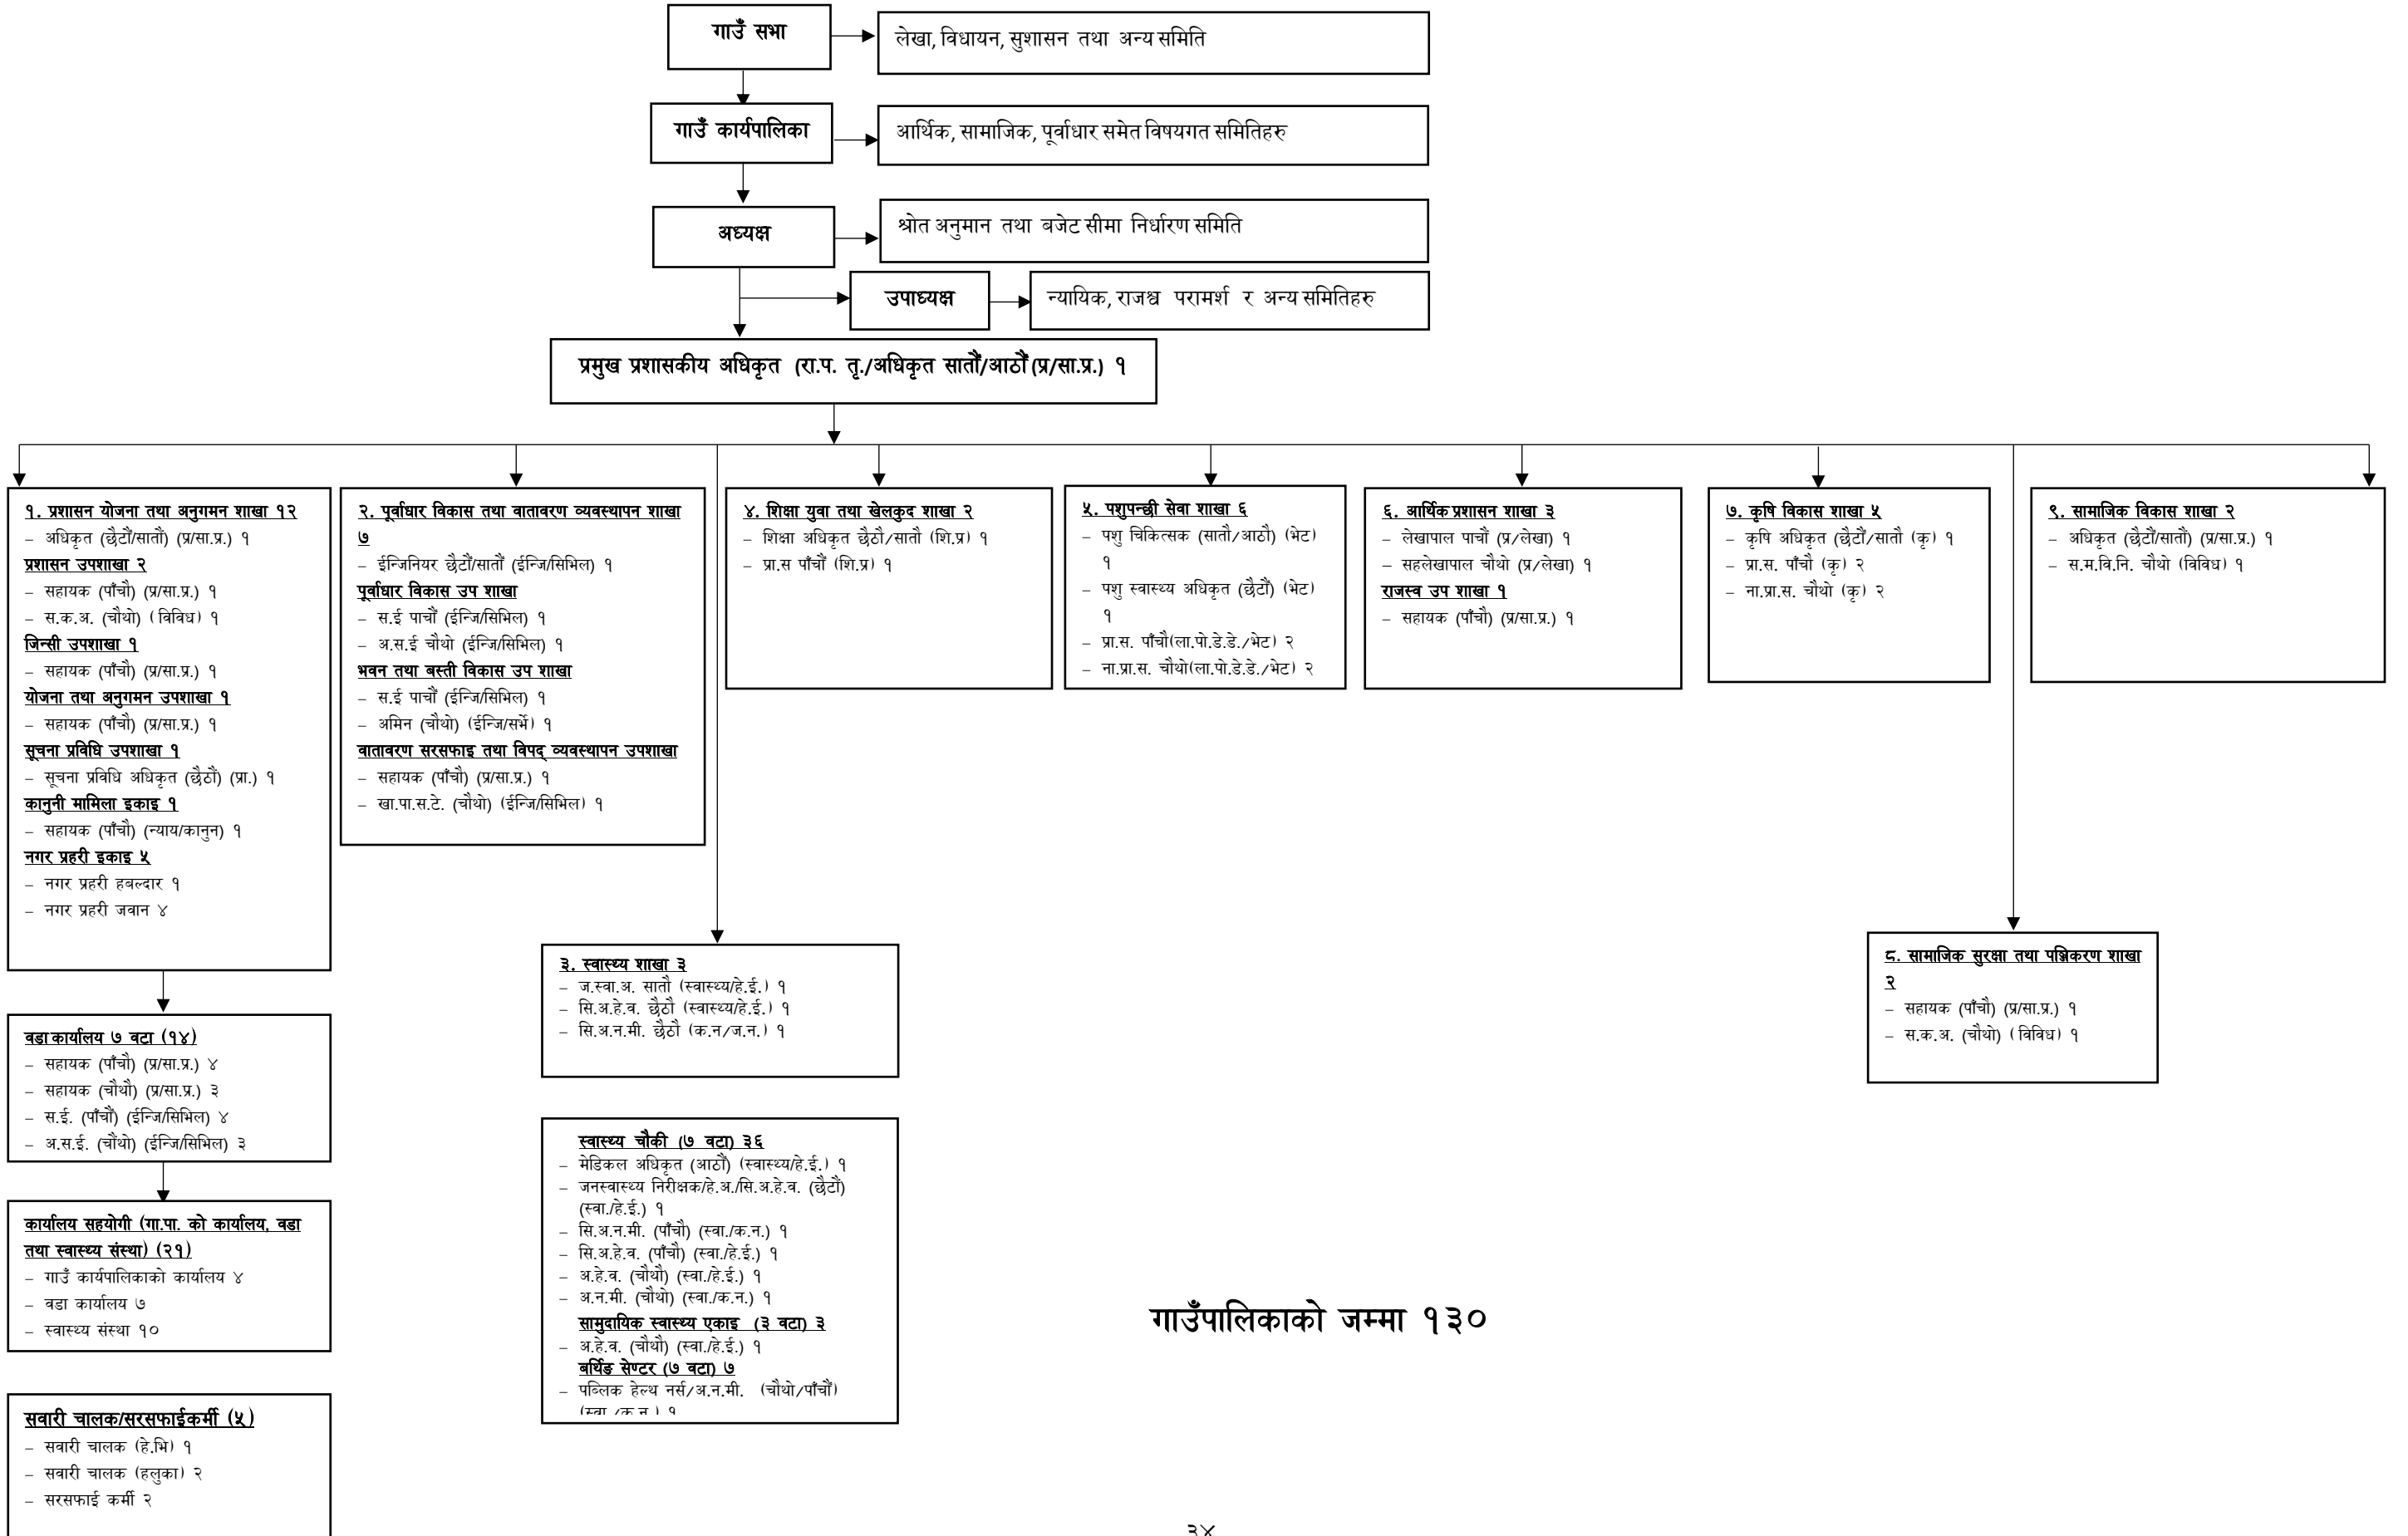 गाउँ सभा
लेखा, विधायन, सुशासन तथा अन्य समिति
गाउँ कार्यपालिका
आर्थिक, सामाजिक, पूर्वाधार समेत विषयगत समितिहरु
अध्यक्ष
श्रोत अनुमान तथा बजेट सीमा निर्धारण समिति
उपाध्यक्ष
न्यायिक, राजश्व परामर्श र अन्य समितिहरु
प्रमुख प्रशासकीय अधिकृत (रा.प. तृ./अधिकृत सातौं/आठौं (प्र/सा.प्र.) १
१. प्रशासन योजना तथा अनुगमन शाखा १२
– अधिकृत (छैटौं/सातौं) (प्र/सा.प्र.) १
प्रशासन उपशाखा २
– सहायक (पाँचौ) (प्र/सा.प्र.) १
– स.क.अ. (चौथो) (विविध) १
जिन्सी उपशाखा १
– सहायक (पाँचौ) (प्र/सा.प्र.) १
योजना तथा अनुगमन उपशाखा १
– सहायक (पाँचौ) (प्र/सा.प्र.) १
सूचना प्रविधि उपशाखा १
– सूचना प्रविधि अधिकृत (छैठौं) (प्रा.) १
कानुनी मामिला इकाइ १
– सहायक (पाँचौ) (न्याय/कानुन) १
नगर प्रहरी इकाइ ५
– नगर प्रहरी हबल्दार १
– नगर प्रहरी जवान ४
२. पूर्वाधार विकास तथा वातावरण व्यवस्थापन शाखा
७
– ईन्जिनियर छैटौं/सातौं (ईन्जि/सिभिल) १
पूर्वाधार विकास उप शाखा
– स.ई पाचौं (ईन्जि/सिभिल) १
– अ.स.ई चौथो (ईन्जि/सिभिल) १
भवन तथा बस्ती विकास उप शाखा
– स.ई पाचौं (ईन्जि/सिभिल) १
– अमिन (चौथो) (ईन्जि/सर्भे) १
वातावरण सरसफाइ तथा विपद् व्यवस्थापन उपशाखा
– सहायक (पाँचौ) (प्र/सा.प्र.) १
– खा.पा.स.टे. (चौथो) (ईन्जि/सिभिल) १
४. शिक्षा युवा तथा खेलकुद शाखा २
– शिक्षा अधिकृत छैठौ/सातौ (शि.प्र) १
– प्रा.स पाँचौं (शि.प्र) १
५. पशुपन्छी सेवा शाखा ६
– पशु चिकित्सक (सातौ/आठौ) (भेट)
१
– पशु स्वास्थ्य अधिकृत (छैटौं) (भेट)
१
– प्रा.स. पाँचौ(ला.पो.डे.डे./भेट) २
– ना.प्रा.स. चौथो(ला.पो.डे.डे./भेट) २
६. आर्थिक प्रशासन शाखा ३
– लेखापाल पाचौं (प्र/लेखा) १
– सहलेखापाल चौथो (प्र/लेखा) १
राजस्व उप शाखा १
– सहायक (पाँचौ) (प्र/सा.प्र.) १
७. कृषि विकास शाखा ५
– कृषि अधिकृत (छैटौं/सातौ (कृ) १
– प्रा.स. पाँचौ (कृ) २
– ना.प्रा.स. चौथो (कृ) २
९. सामाजिक विकास शाखा २
– अधिकृत (छैटौं/सातौं) (प्र/सा.प्र.) १
– स.म.वि.नि. चौथो (विविध) १
३. स्वास्थ्य शाखा ३
– ज.स्वा.अ. सातौ (स्वास्थ्य/हे.ई.) १
– सि.अ.हे.व. छैठौ (स्वास्थ्य/हे.ई.) १
– सि.अ.न.मी. छैठौ (क.न/ज.न.) १
८. सामाजिक सुरक्षा तथा पञ्जिकरण शाखा
२
– सहायक (पाँचौ) (प्र/सा.प्र.) १
– स.क.अ. (चौथो) (विविध) १
वडा कार्यालय ७ वटा (१४)
– सहायक (पाँचौ) (प्र/सा.प्र.) ४
– सहायक (चौथौ) (प्र/सा.प्र.) ३
– स.ई. (पाँचौं) (ईन्जि/सिभिल) ४
– अ.स.ई. (चौंथो) (ईन्जि/सिभिल) ३
स्वास्थ्य चौकी (७ वटा) ३६
– मेडिकल अधिकृत (आठौं) (स्वास्थ्य/हे.ई.) १
– जनस्वास्थ्य निरीक्षक/हे.अ./सि.अ.हे.व. (छैटौं)
(स्वा./हे.ई.) १
– सि.अ.न.मी. (पाँचौ) (स्वा./क.न.) १
– सि.अ.हे.व. (पाँचौ) (स्वा./हे.ई.) १
– अ.हे.व. (चौथौ) (स्वा./हे.ई.) १
– अ.न.मी. (चौथो) (स्वा./क.न.) १
सामुदायिक स्वास्थ्य एकाइ (३ वटा) ३
– अ.हे.व. (चौथौ) (स्वा./हे.ई.) १
बर्थिङ सेण्टर (७ वटा) ७
– पब्लिक हेल्थ नर्स/अ.न.मी. (चौथो/पाँचौं)
(स्वा./क.न.) १
कार्यालय सहयोगी (गा.पा. को कार्यालय, वडा
तथा स्वास्थ्य संस्था) (२१)
– गाउँ कार्यपालिकाको कार्यालय ४
– वडा कार्यालय ७
– स्वास्थ्य संस्था १०
गाउँपालिकाको जम्मा १३०
सवारी चालक/सरसफाईकर्मी (५)
– सवारी चालक (हे.भि) १
– सवारी चालक (हलुका) २
– सरसफाई कर्मी २
३४